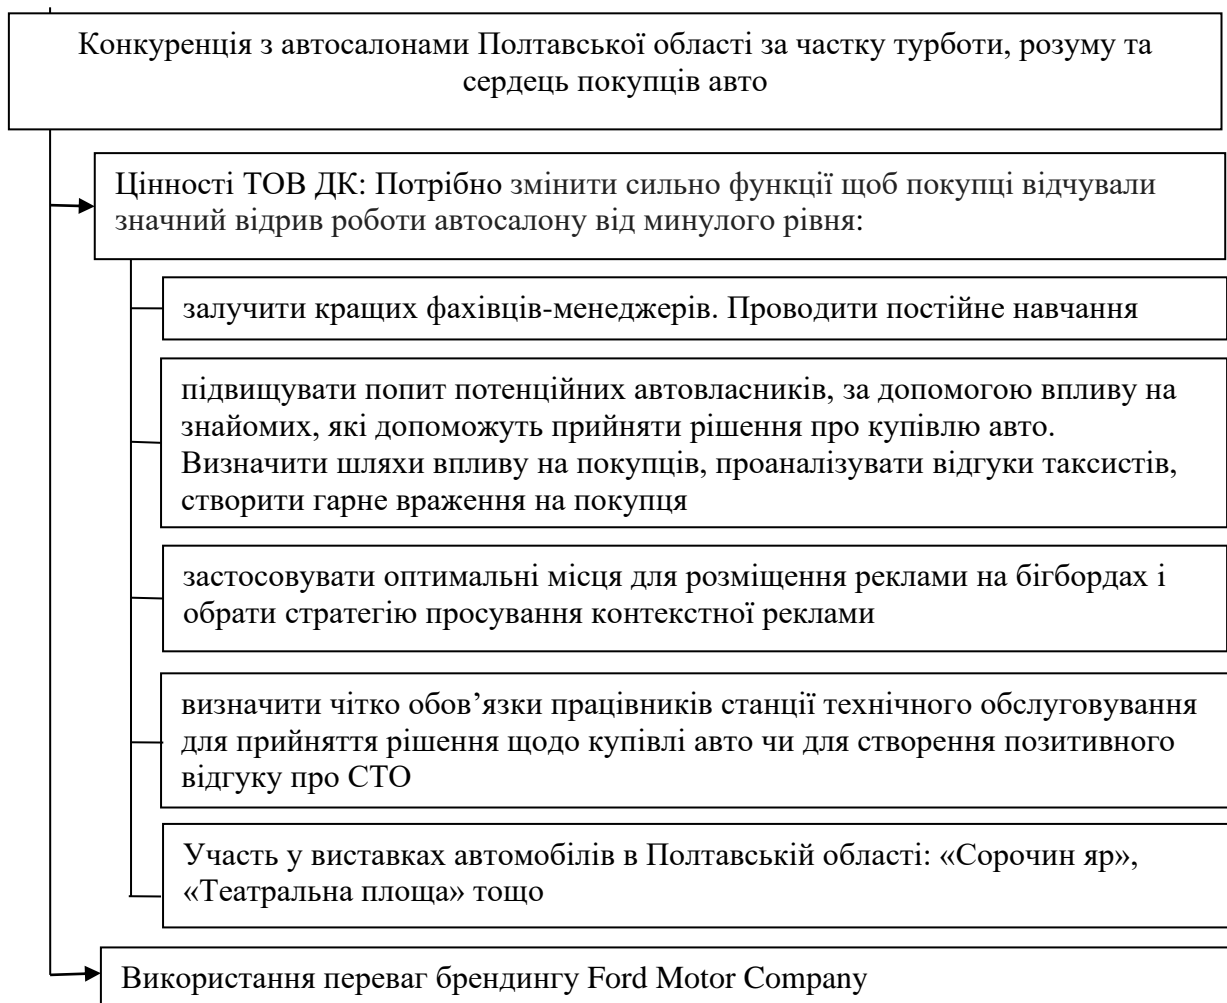 Конкуренція з автосалонами Полтавської області за частку турботи, розуму та
сердець покупців авто
Цінності ТОВ ДК: Потрібно змінити сильно функції щоб покупці відчували
значний відрив роботи автосалону від минулого рівня:
залучити кращих фахівців-менеджерів. Проводити постійне навчання
підвищувати попит потенційних автовласників, за допомогою впливу на
знайомих, які допоможуть прийняти рішення про купівлю авто.
Визначити шляхи впливу на покупців, проаналізувати відгуки таксистів,
створити гарне враження на покупця
застосовувати оптимальні місця для розміщення реклами на бігбордах і
обрати стратегію просування контекстної реклами
визначити чітко обов’язки працівників станції технічного обслуговування
для прийняття рішення щодо купівлі авто чи для створення позитивного
відгуку про СТО
Участь у виставках автомобілів в Полтавській області: «Сорочин яр»,
«Театральна площа» тощо
Використання переваг брендингу Ford Motor Company